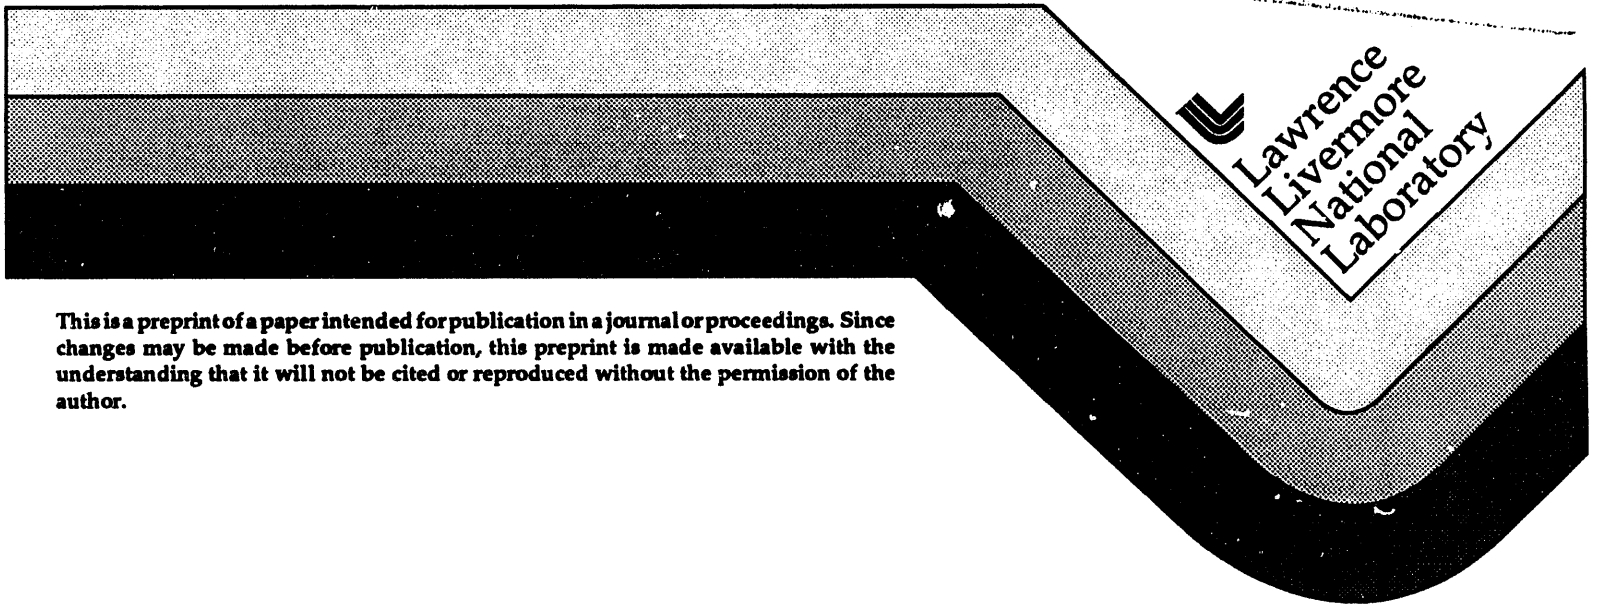 Lawrence
Livermore
National
Laboratory
This is a preprint of a paper intended for publication in a journal or proceedings. Since
changes may be made before publication, this preprint is made available with the
understanding that it will not be cited or reproduced without the permission of the
author.